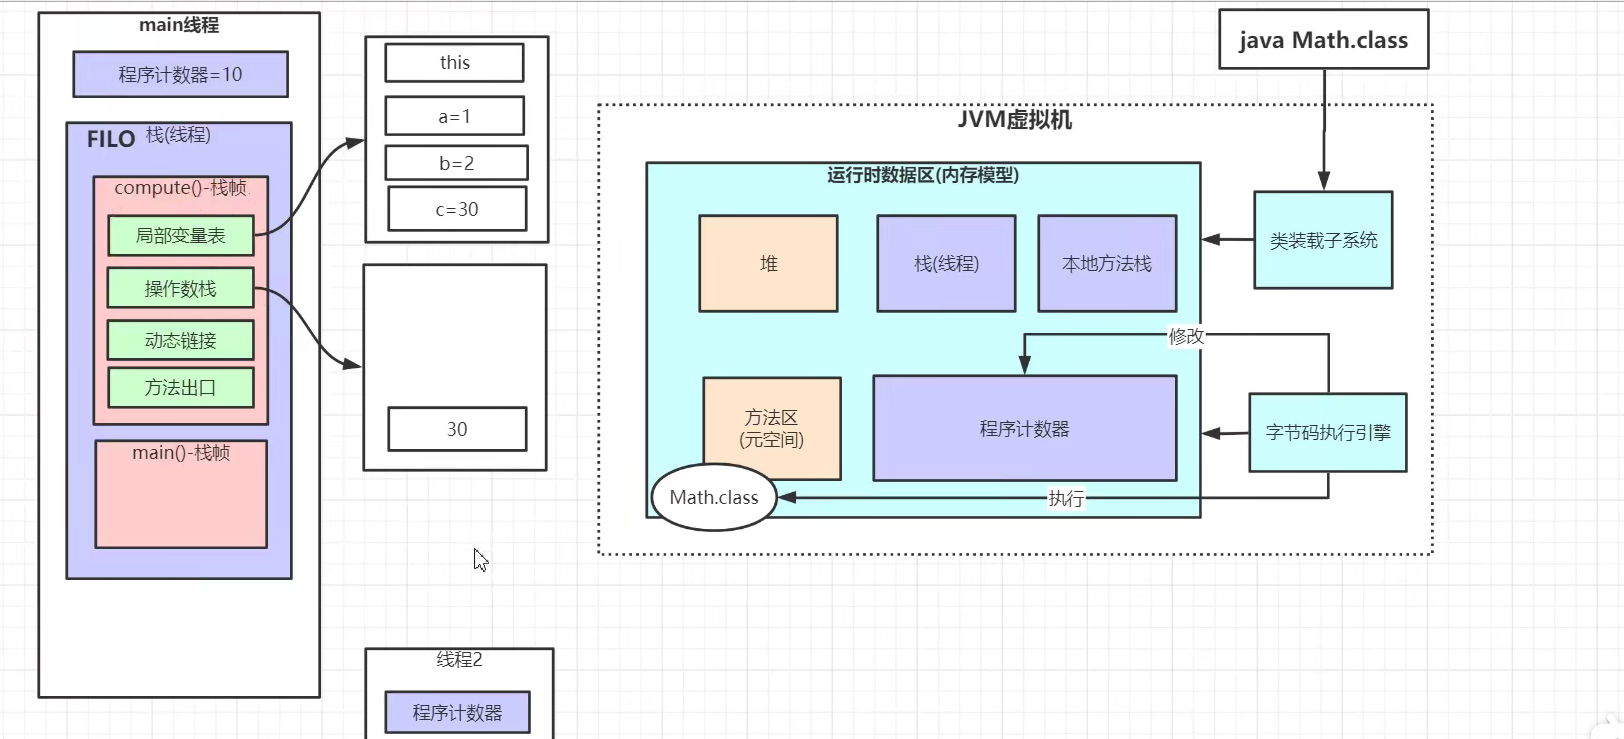 main线程
程序计数器=10
FILO 栈(线程)
compute()-栈帧
局部变量表
操作数栈
动态链接
方法出口
main()-栈帧
this
a=1
b=2
c=30
30
线程2
程序计数器
java Math.class
JVM虚拟机
运行时数据区(内存模型)
堆
栈(线程)
本地方法栈
类装载子系统
修改
方法区
(元空间)
程序计数器
字节码执行引擎
Math.class
执行